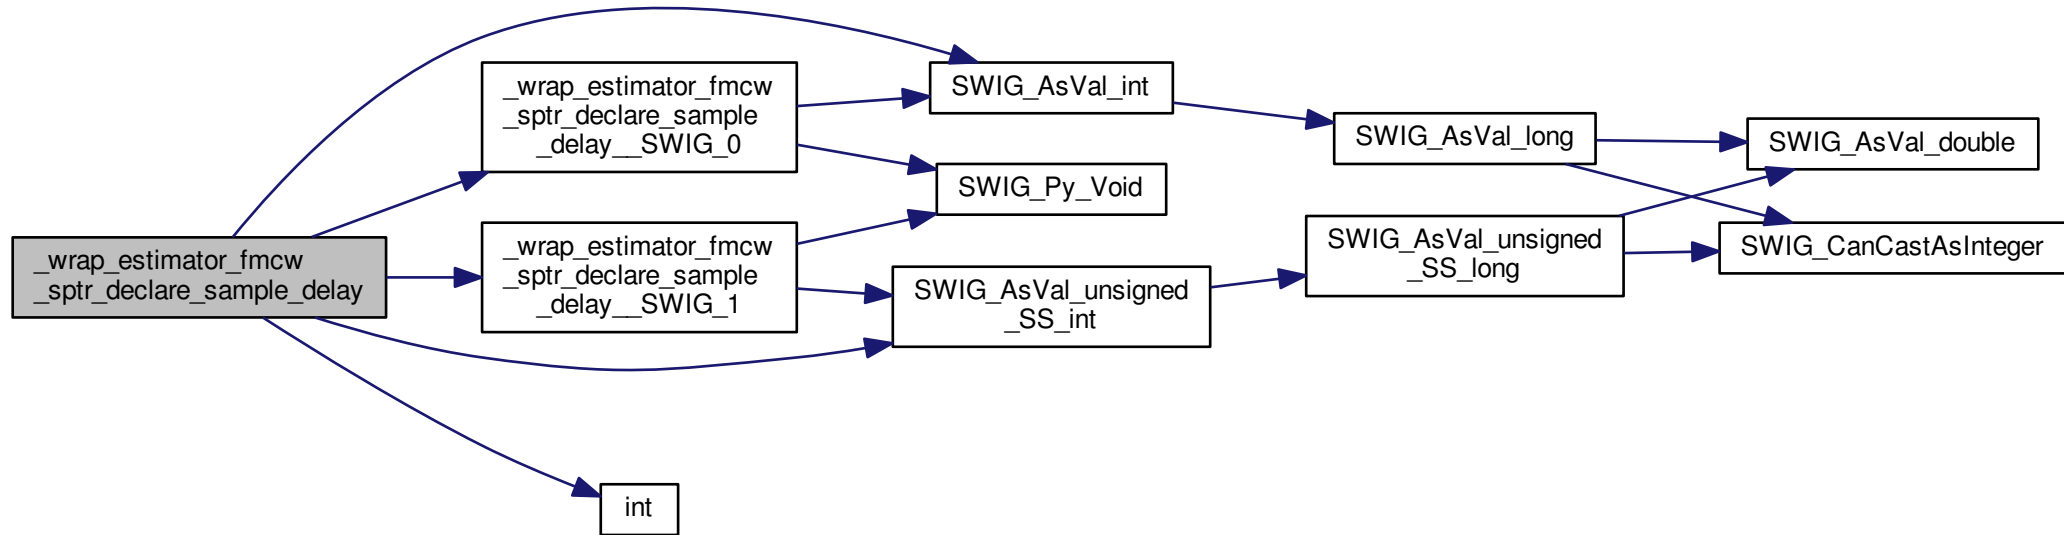 _wrap_estimator_fmcw
_sptr_declare_sample_delay
_wrap_estimator_fmcw
_sptr_declare_sample
_delay__SWIG_0
_wrap_estimator_fmcw
_sptr_declare_sample
_delay__SWIG_1
int
SWIG_AsVal_int
SWIG_Py_Void
SWIG_AsVal_unsigned
_SS_int
SWIG_AsVal_long
SWIG_AsVal_unsigned
_SS_long
SWIG_AsVal_double
SWIG_CanCastAsInteger